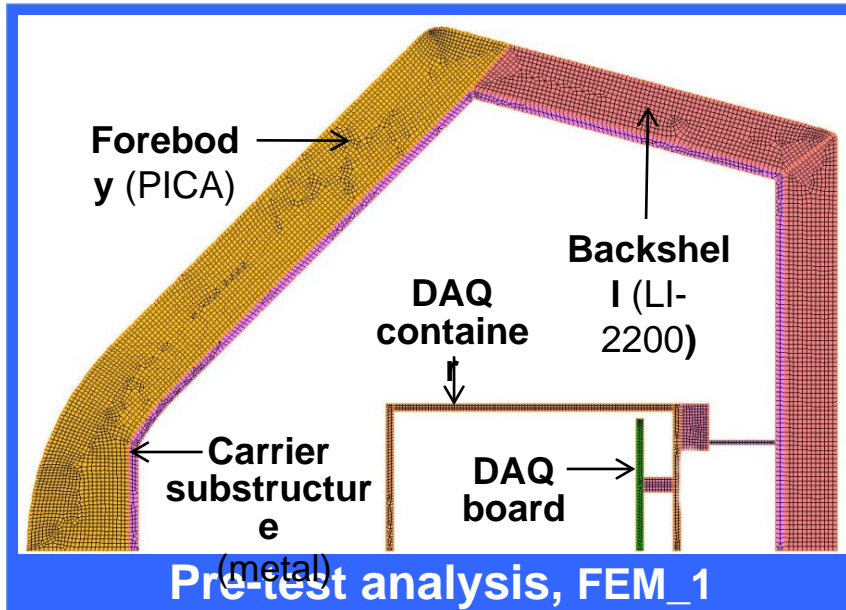 Forebod
y (PICA)
Backshel
l (LI-
2200)
DAQ
containe
r
Carrier
substructur
e
(metal)
DAQ
board
Pre-test analysis, FEM_1